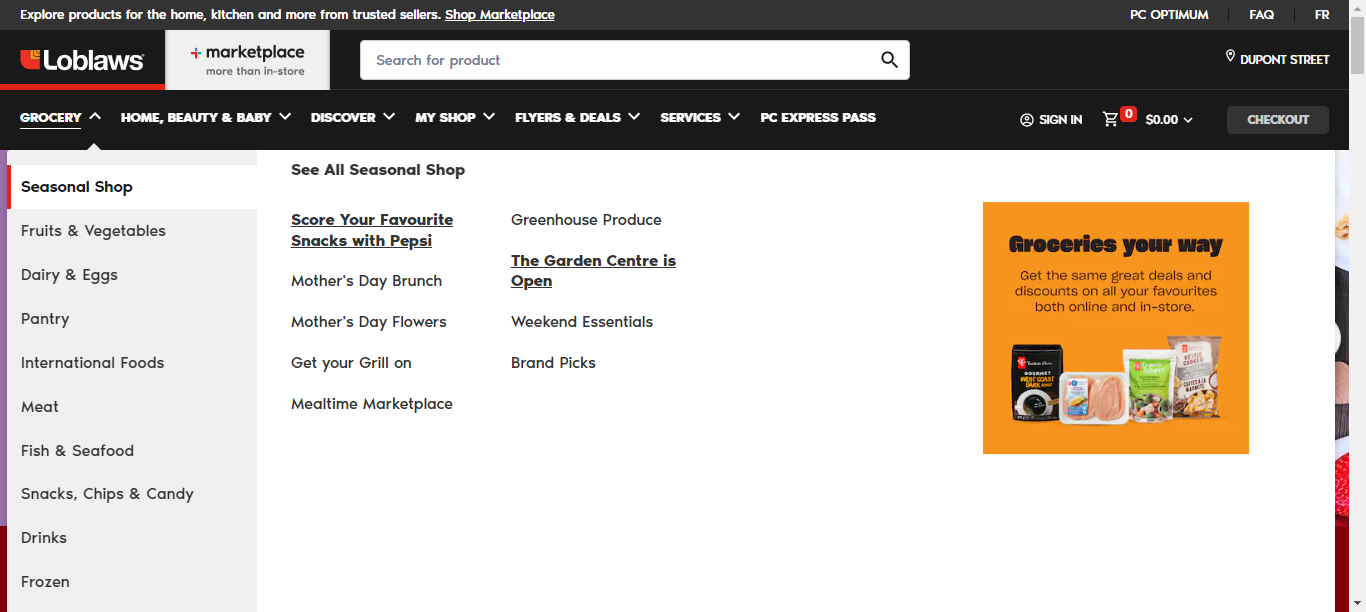 Explore products for the home, kitchen and more from trusted sellers. Shop Marketplace
PC OPTIMUM
FAQ
FR
Loblaws
marketplace
more than in-store
Search for product
DUPONT STREET
GROCERY
HOME, BEAUTY & BABY
DISCOVER
MY SHOP
FLYERS & DEALS
SERVICES
PC EXPRESS PASS
SIGN IN
0
$0.00
CHECKOUT
Seasonal Shop
Fruits & Vegetables
Dairy & Eggs
Pantry
International Foods
Meat
Fish & Seafood
Snacks, Chips & Candy
Drinks
Frozen
See All Seasonal Shop
Score Your Favourite
Snacks with Pepsi
Mother's Day Brunch
Mother's Day Flowers
Get your Grill on
Mealtime Marketplace
Greenhouse Produce
The Garden Centre is
Open
Weekend Essentials
Brand Picks
Groceries your way
Get the same great deals and
discounts on all your favourites
both online and in-store.
GOURMET
WEST COAST
DARK ROAST
KETTLE
COOKED